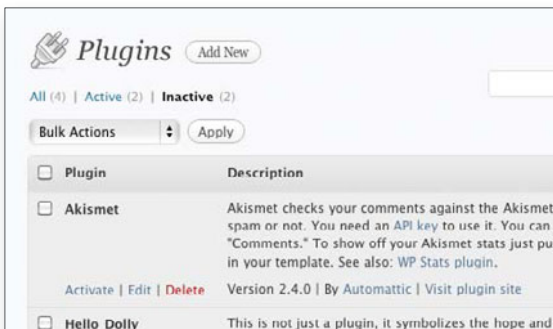 Plugins Add New
All (4) | Active (2) | Inactive (2)
Bulk Actions Apply
Plugin Description
Akismet Akismet checks your comments against the Akismet
spam or not. You need an API key to use it. You can
"Comments." To show off your Akismet stats just pu
in your template. See also: WP Stats plugin.
Activate | Edit | Delete Version 2.4.0 | By Automattic | Visit plugin site
Hello Dolly This is not just a plugin, it symbolizes the hope and